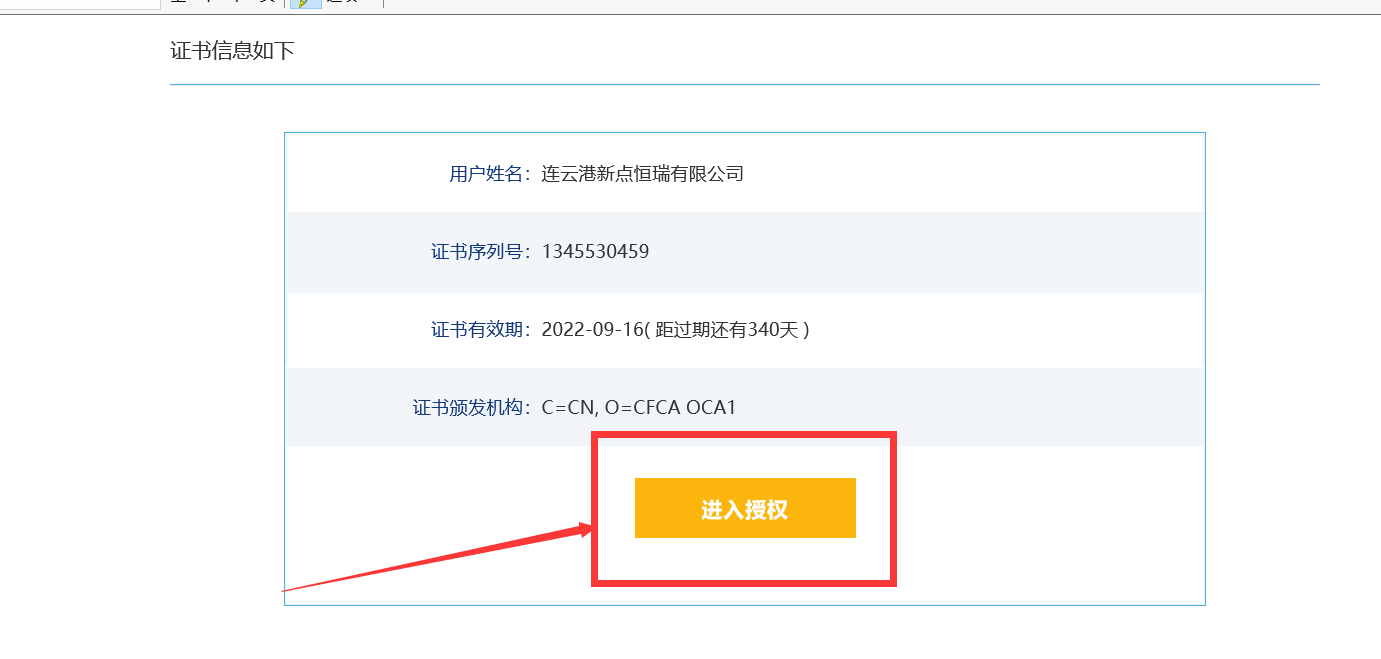 证书信息如下
用户姓名：连云港新点恒瑞有限公司
证书序列号：1345530459
证书有效期：2022-09-16( 距过期还有340天 )
证书颁发机构：C=CN, O=CFCA OCA1
进入授权